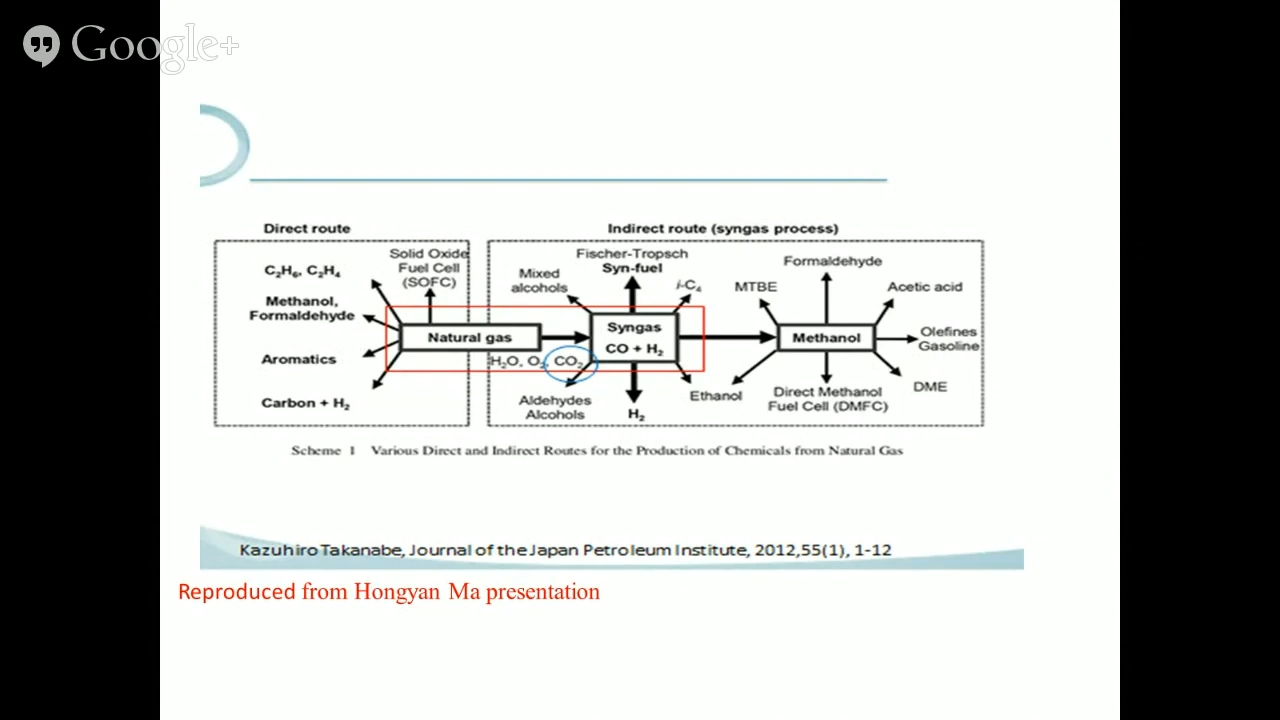 Google+
Direct route
Indirect route (syngas process)
C₂H₆, C₂H₄
Methanol,
Formaldehyde
Aromatics
Carbon + H₂
Solid Oxide
Fuel Cell
(SOFC)
Natural gas
H₂O, O₂, CO₂
Mixed
alcohols
Fischer-Tropsch
Syn-fuel
i-C₄
Syngas
CO + H₂
Aldehydes
Alcohols
H₂
Ethanol
MTBE
Formaldehyde
Acetic acid
Methanol
Olefines
Gasoline
DME
Direct Methanol
Fuel Cell (DMFC)
Scheme 1 Various Direct and Indirect Routes for the Production of Chemicals from Natural Gas
Kazuhiro Takanabe, Journal of the Japan Petroleum Institute, 2012,55(1), 1-12
Reproduced from Hongyan Ma presentation